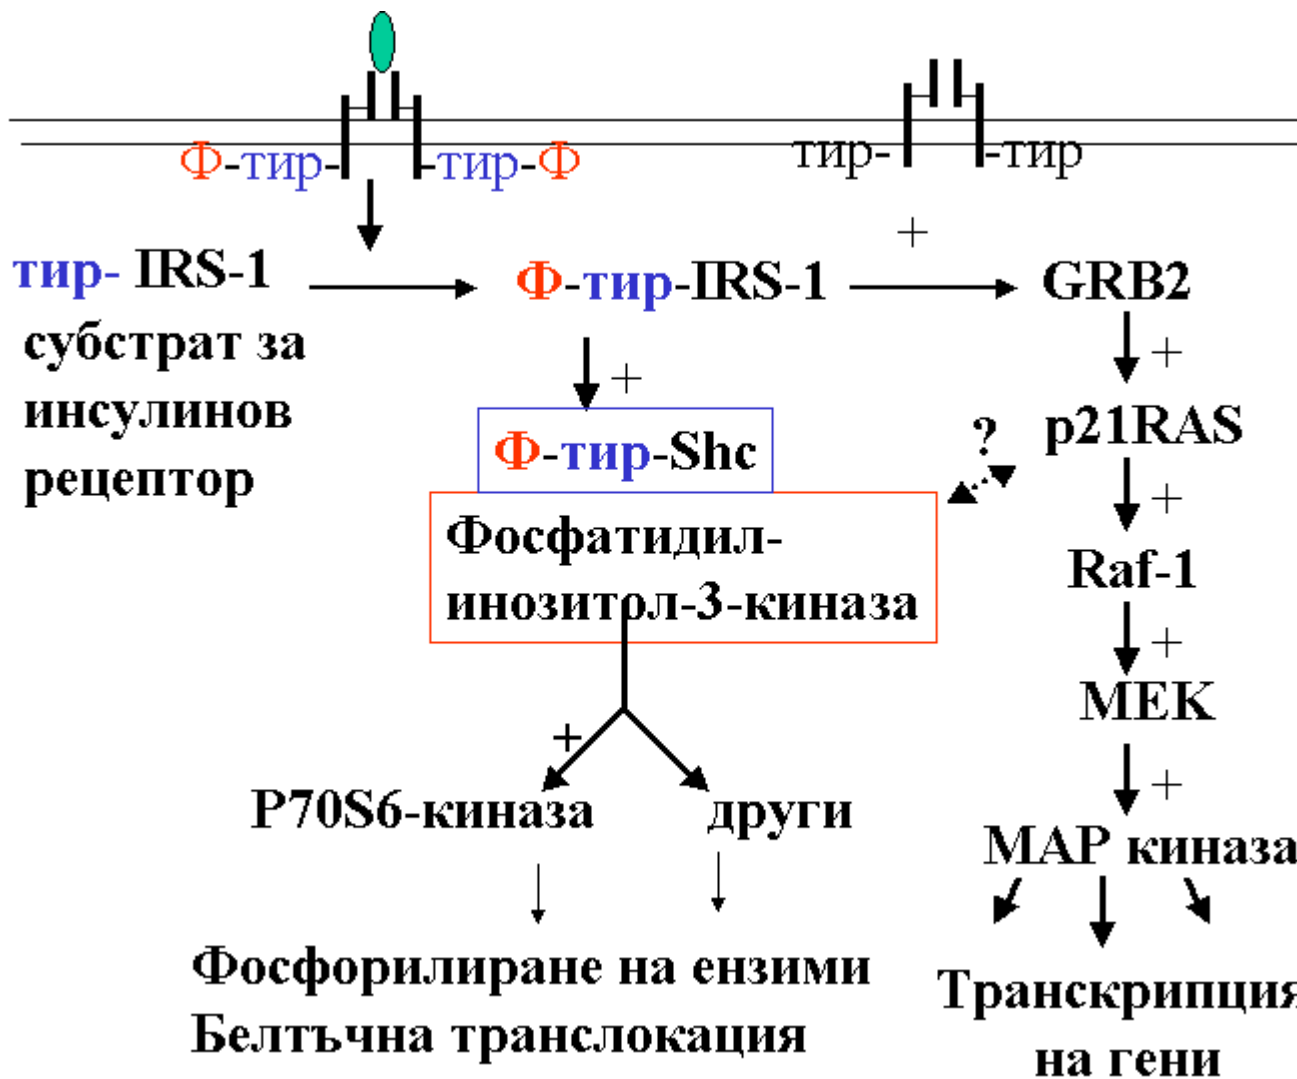 Ф-тир- -тир-Ф
тир- -тир
+
тир- IRS-1
Ф-тир-IRS-1
GRB2
субстрат за
инсулинов
рецептор
+
+
Ф-тир-Shc
?
p21RAS
+
Фосфатидил-
инозитол-3-киназа
Raf-1
+
MEK
+
+
P70S6-киназа
други
MAP киназа
Фосфорилиране на ензими
Белтъчна транслокация
Транскрипция
на гени